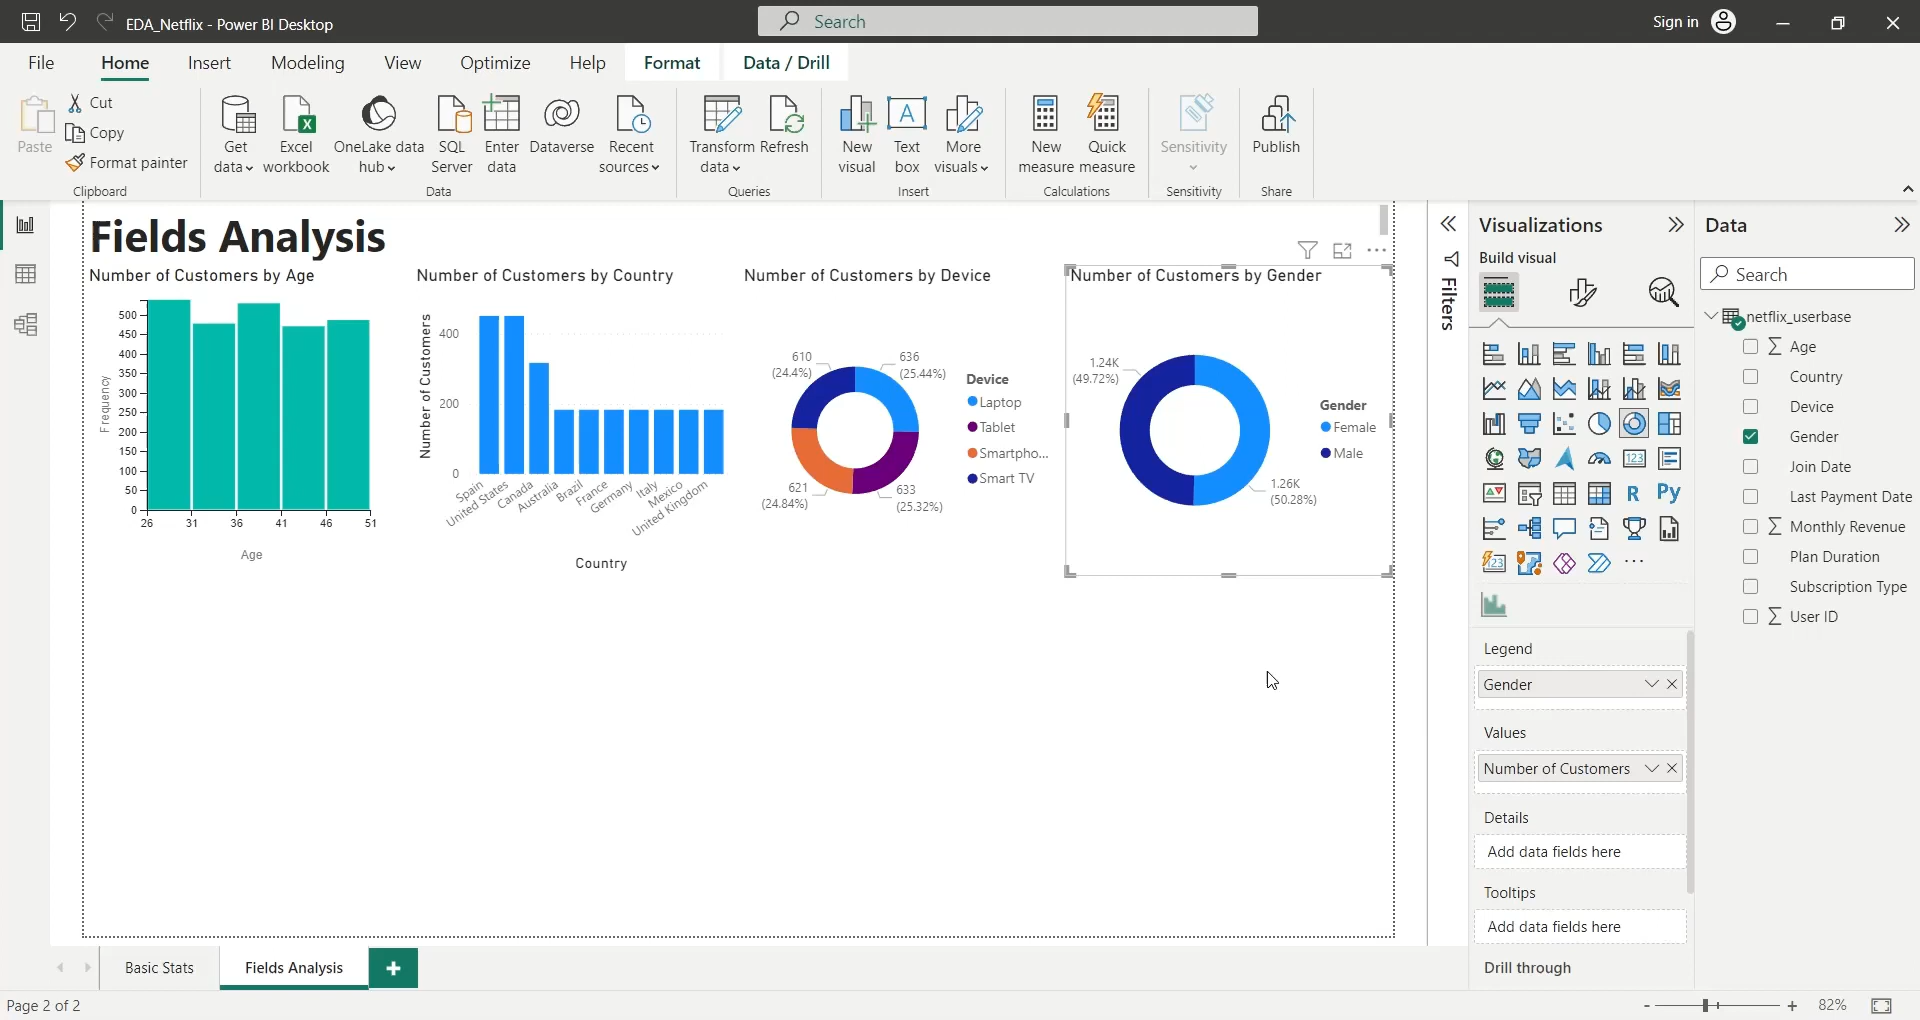 EDA_Netflix - Power BI Desktop
Search
Sign in
File
Home
Insert
Modeling
View
Optimize
Help
Format
Data / Drill
Paste
Cut
Copy
Format painter
Clipboard
Get data
Excel workbook
OneLake data hub
SQL Server
Enter data
Dataverse
Recent sources
Data
Transform data
Refresh
Queries
New visual
Text box
More visuals
Insert
New measure
Quick measure
Calculations
Sensitivity
Sensitivity
Publish
Share
Fields Analysis
Number of Customers by Age
Frequency
500
450
400
350
300
250
200
150
100
50
0
26 31 36 41 46 51
Age
Number of Customers by Country
Number of Customers
400
200
0
Spain
United States
Canada
Australia
Brazil
France
Germany
Italy
Mexico
United Kingdom
Country
Number of Customers by Device
610
(24.4%)
636
(25.44%)
621
(24.84%)
633
(25.32%)
Device
Laptop
Tablet
Smartpho...
Smart TV
Number of Customers by Gender
1.24K
(49.72%)
1.26K
(50.28%)
Gender
Female
Male
Filters
Visualizations
Build visual
123
R
Py
123
Legend
Gender
Values
Number of Customers
Details
Add data fields here
Tooltips
Add data fields here
Drill through
Data
Search
netflix_userbase
Age
Country
Device
Gender
Join Date
Last Payment Date
Monthly Revenue
Plan Duration
Subscription Type
User ID
Basic Stats
Fields Analysis
Page 2 of 2
82%